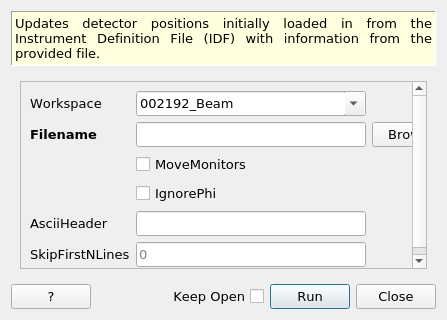 Updates detector positions initially loaded in from the
Instrument Definition File (IDF) with information from the
provided file.
Workspace 002192_Beam
Filename Brow
MoveMonitors
IgnorePhi
AsciiHeader
SkipFirstNLines 0
? Keep Open Run Close